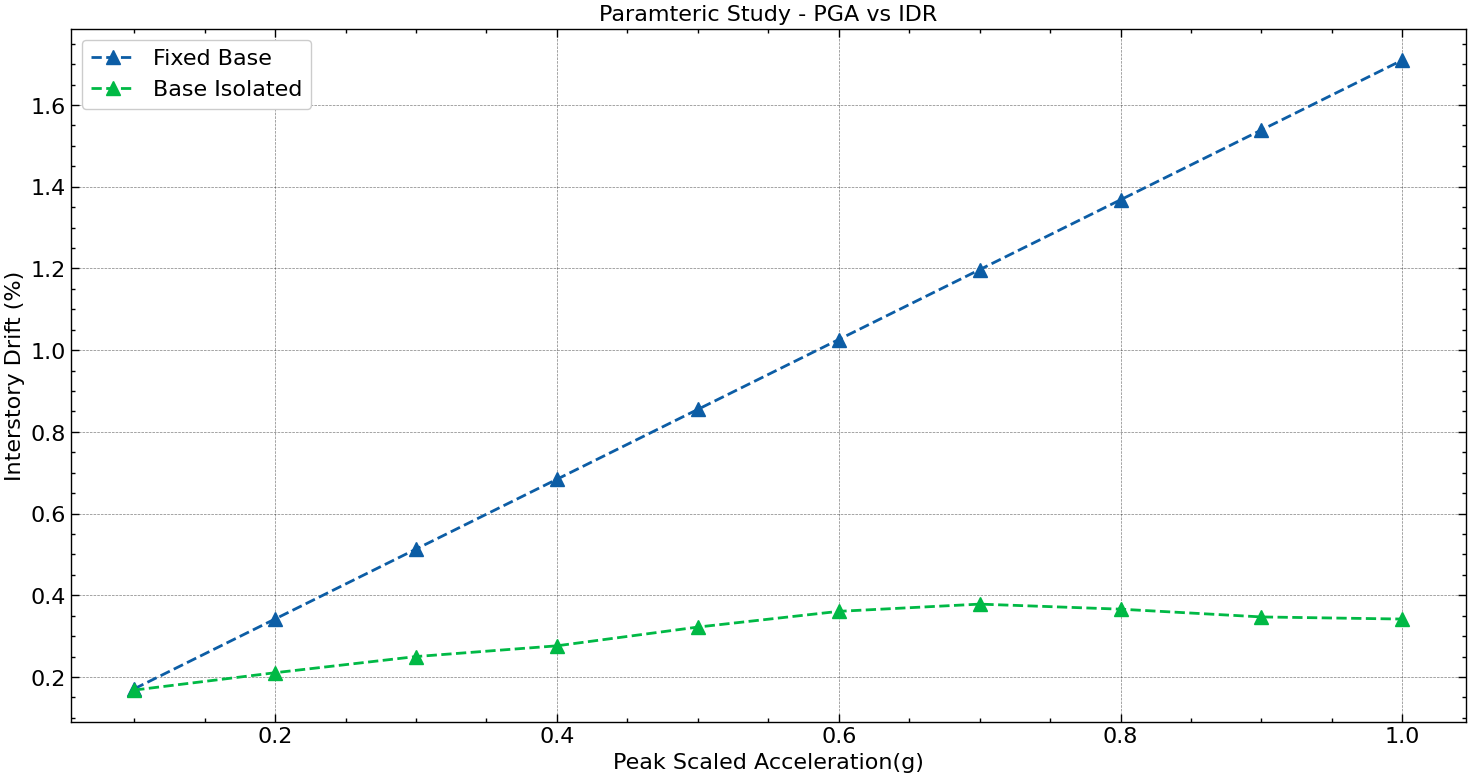 Paramteric Study - PGA vs IDR
Fixed Base
Base Isolated
Interstory Drift (%)
1.6
1.4
1.2
1.0
0.8
0.6
0.4
0.2
0.2 0.4 0.6 0.8 1.0
Peak Scaled Acceleration(g)